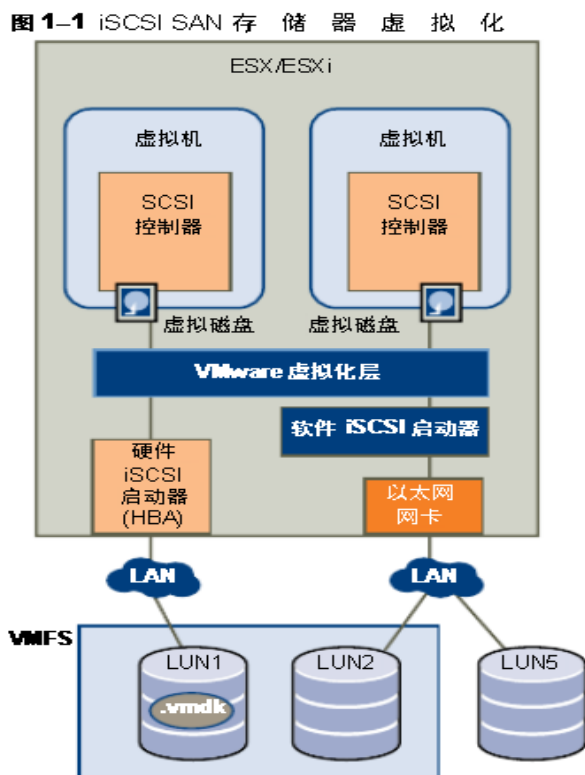 图 1–1 iSCSI SAN 存 储 器 虚 拟 化
ESX/ESXi
虚拟机
虚拟机
SCSI
控制器
SCSI
控制器
虚拟磁盘
虚拟磁盘
VMware 虚拟化层
软件 iSCSI 启动器
硬件
iSCSI
启动器
(HBA)
以太网
网卡
LAN
LAN
VMFS
LUN1
LUN2
LUN5
.vmdk